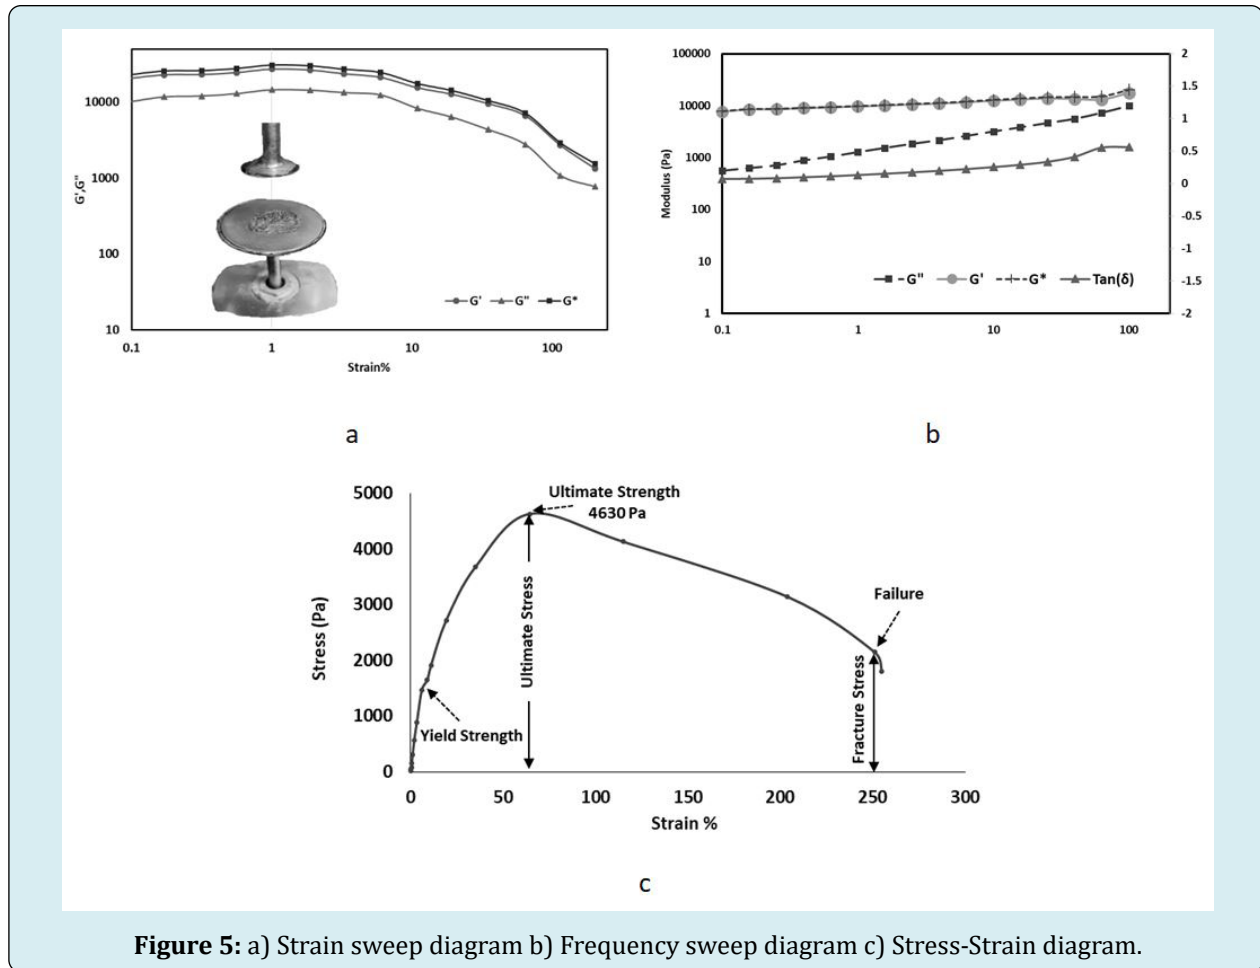 10000
1000
100
10
G',G"
0.1 1 10 100
Strain%
G' G" G*
a
100000
10000
1000
100
10
1
Modulus (Pa)
2
1.5
1
0.5
0
-0.5
-1
-1.5
-2
G" G' G* Tan(δ)
0.1 1 10 100
b
5000
4000
3000
2000
1000
0
Stress (Pa)
Ultimate Strength
4630 Pa
Ultimate Stress
Yield Strength
Failure
Fracture Stress
0 50 100 150 200 250 300
Strain %
c
Figure 5: a) Strain sweep diagram b) Frequency sweep diagram c) Stress-Strain diagram.